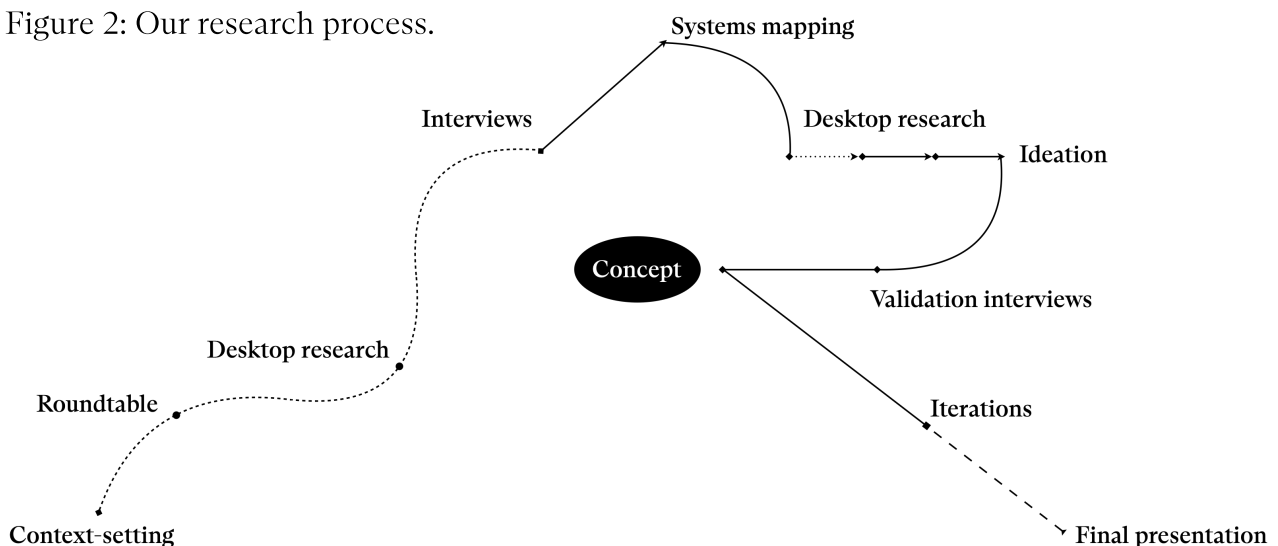 Figure 2: Our research process.
Systems mapping
Interviews
Desktop research
Ideation
Concept
Validation interviews
Desktop research
Roundtable
Iterations
Context-setting
Final presentation